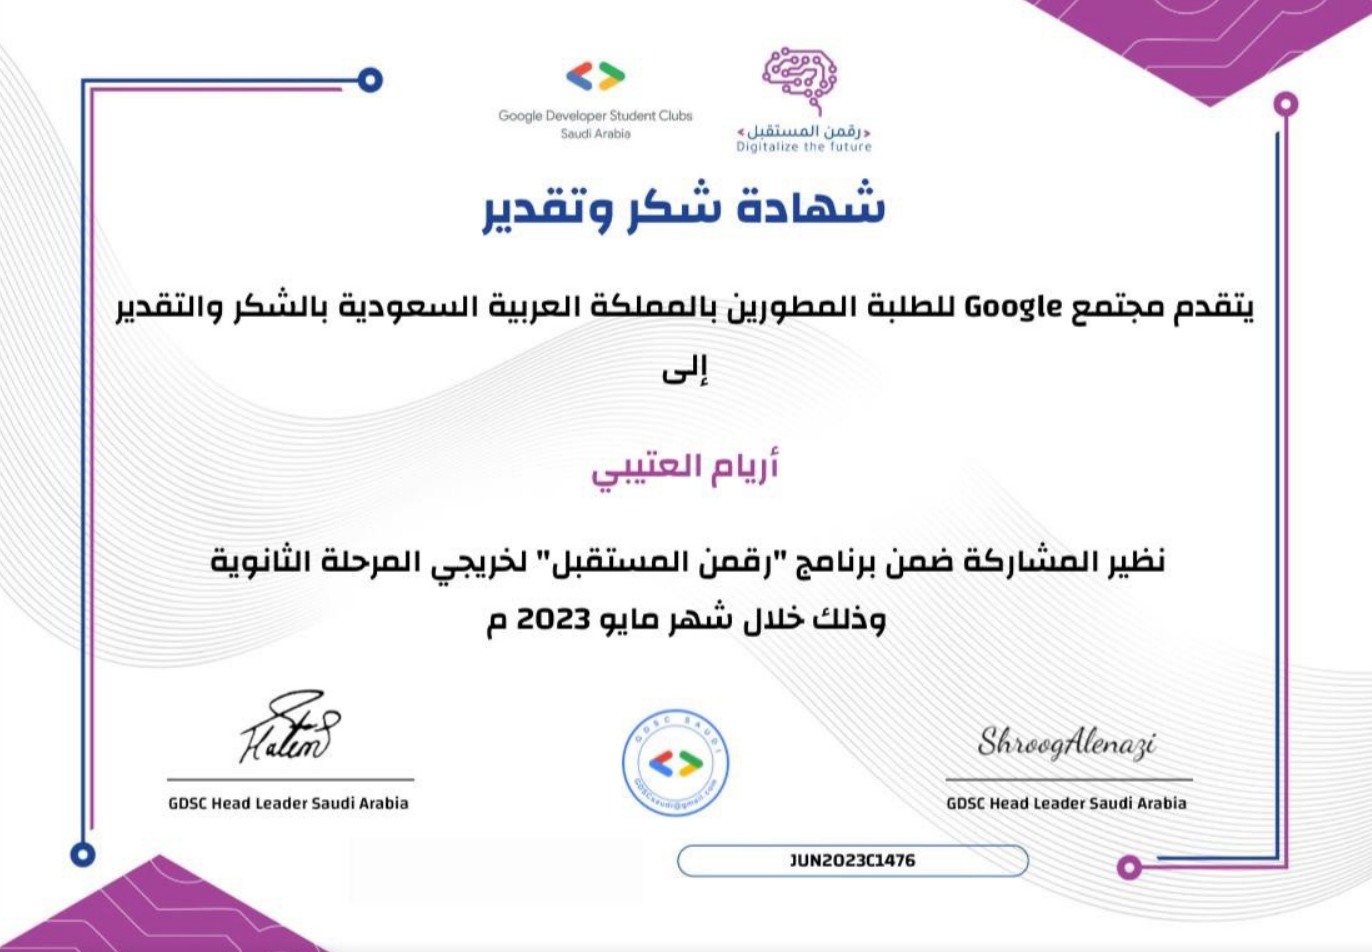 Google Developer Student Clubs
Saudi Arabia
<رقمن المستقبل>
Digitalize the future
شهادة شكر وتقدير
يتقدم مجتمع Google للطلبة المطورين بالمملكة العربية السعودية بالشكر والتقدير
إلى
أريام العتيبي
نظير المشاركة ضمن برنامج "رقمن المستقبل" لخريجي المرحلة الثانوية
وذلك خلال شهر مايو 2023 م
Hatem
GDSC Head Leader Saudi Arabia
GDSC SAUDI
GDSCsaudi@gmail.com
ShroogAlenazi
GDSC Head Leader Saudi Arabia
JUN2023C1476